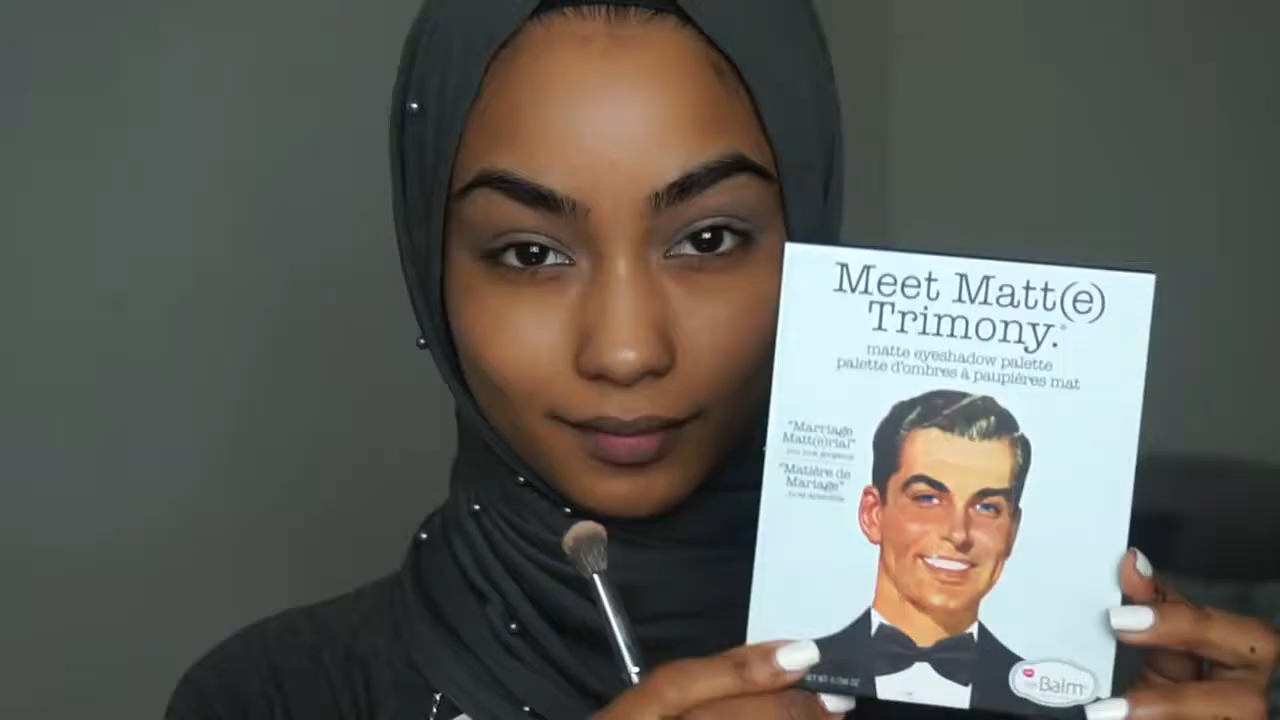 Meet Matt(e)
Trimony.®
matte eyeshadow palette
palette d'ombres à paupières mat
"Marriage
Matt(e)rial"
"Matière de
Mariage"
theBalm